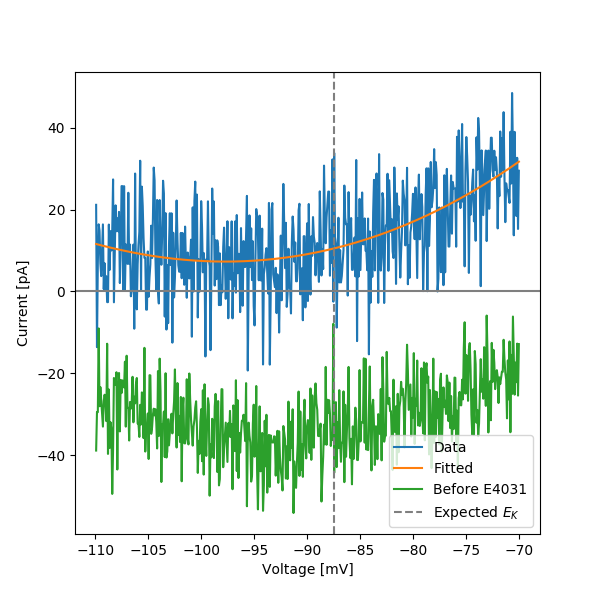 40
20
0
−20
−40
Current [pA]
−110 −105 −100 −95 −90 −85 −80 −75 −70
Voltage [mV]
Data
Fitted
Before E4031
Expected E_K